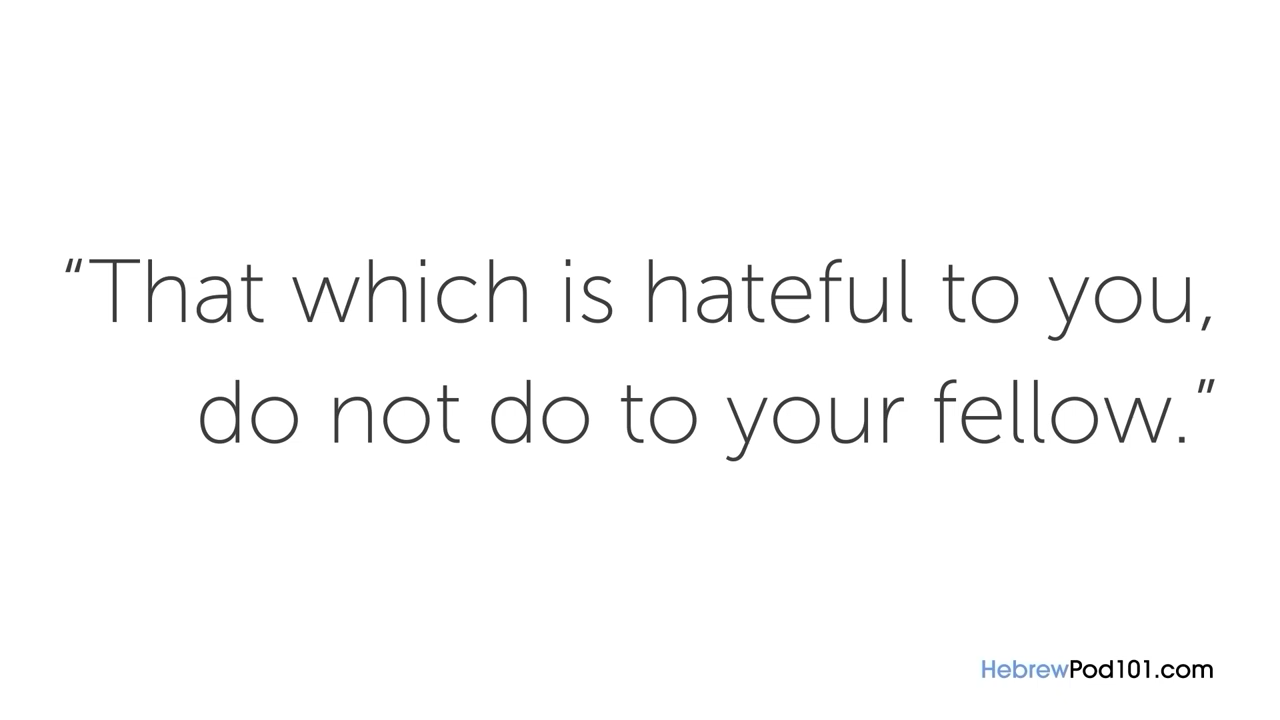 “That which is hateful to you,
do not do to your fellow.”
HebrewPod101.com